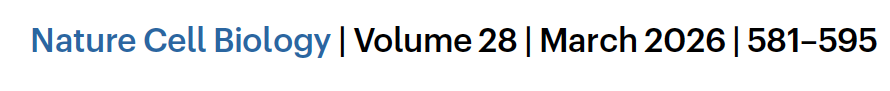 Nature Cell Biology | Volume 28 | March 2026 | 581–595